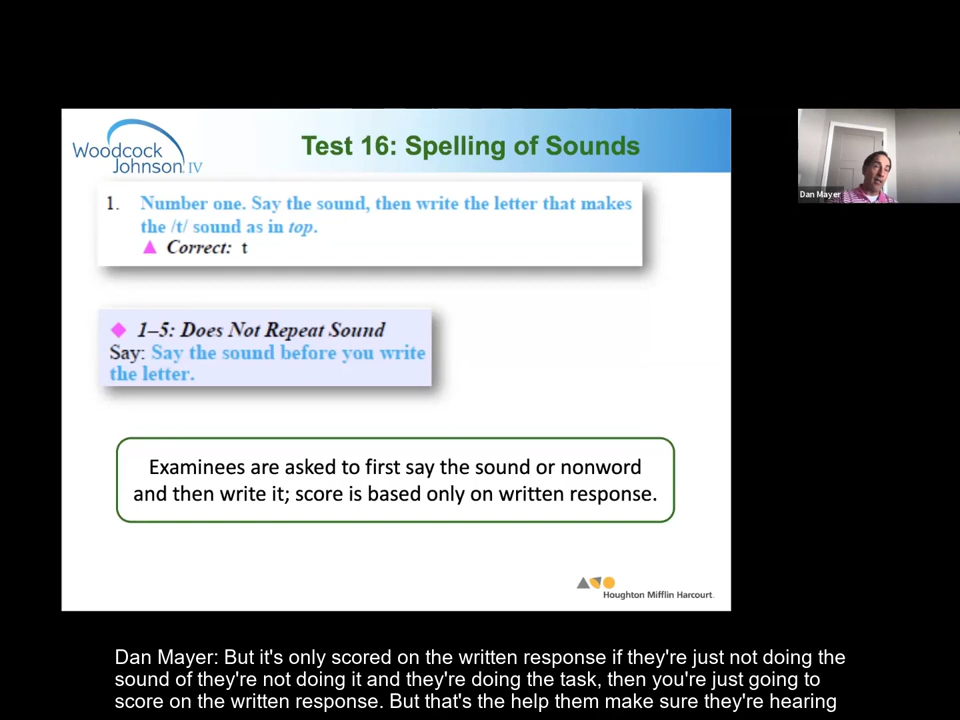 Woodcock
Johnson IV
Test 16: Spelling of Sounds
1. Number one. Say the sound, then write the letter that makes
the /t/ sound as in top.
▲ Correct: t
◆ 1–5: Does Not Repeat Sound
Say: Say the sound before you write
the letter.
Examinees are asked to first say the sound or nonword
and then write it; score is based only on written response.
Houghton Mifflin Harcourt.
Dan Mayer
Dan Mayer: But it's only scored on the written response if they're just not doing the
sound of they're not doing it and they're doing the task, then you're just going to
score on the written response. But that's the help them make sure they're hearing